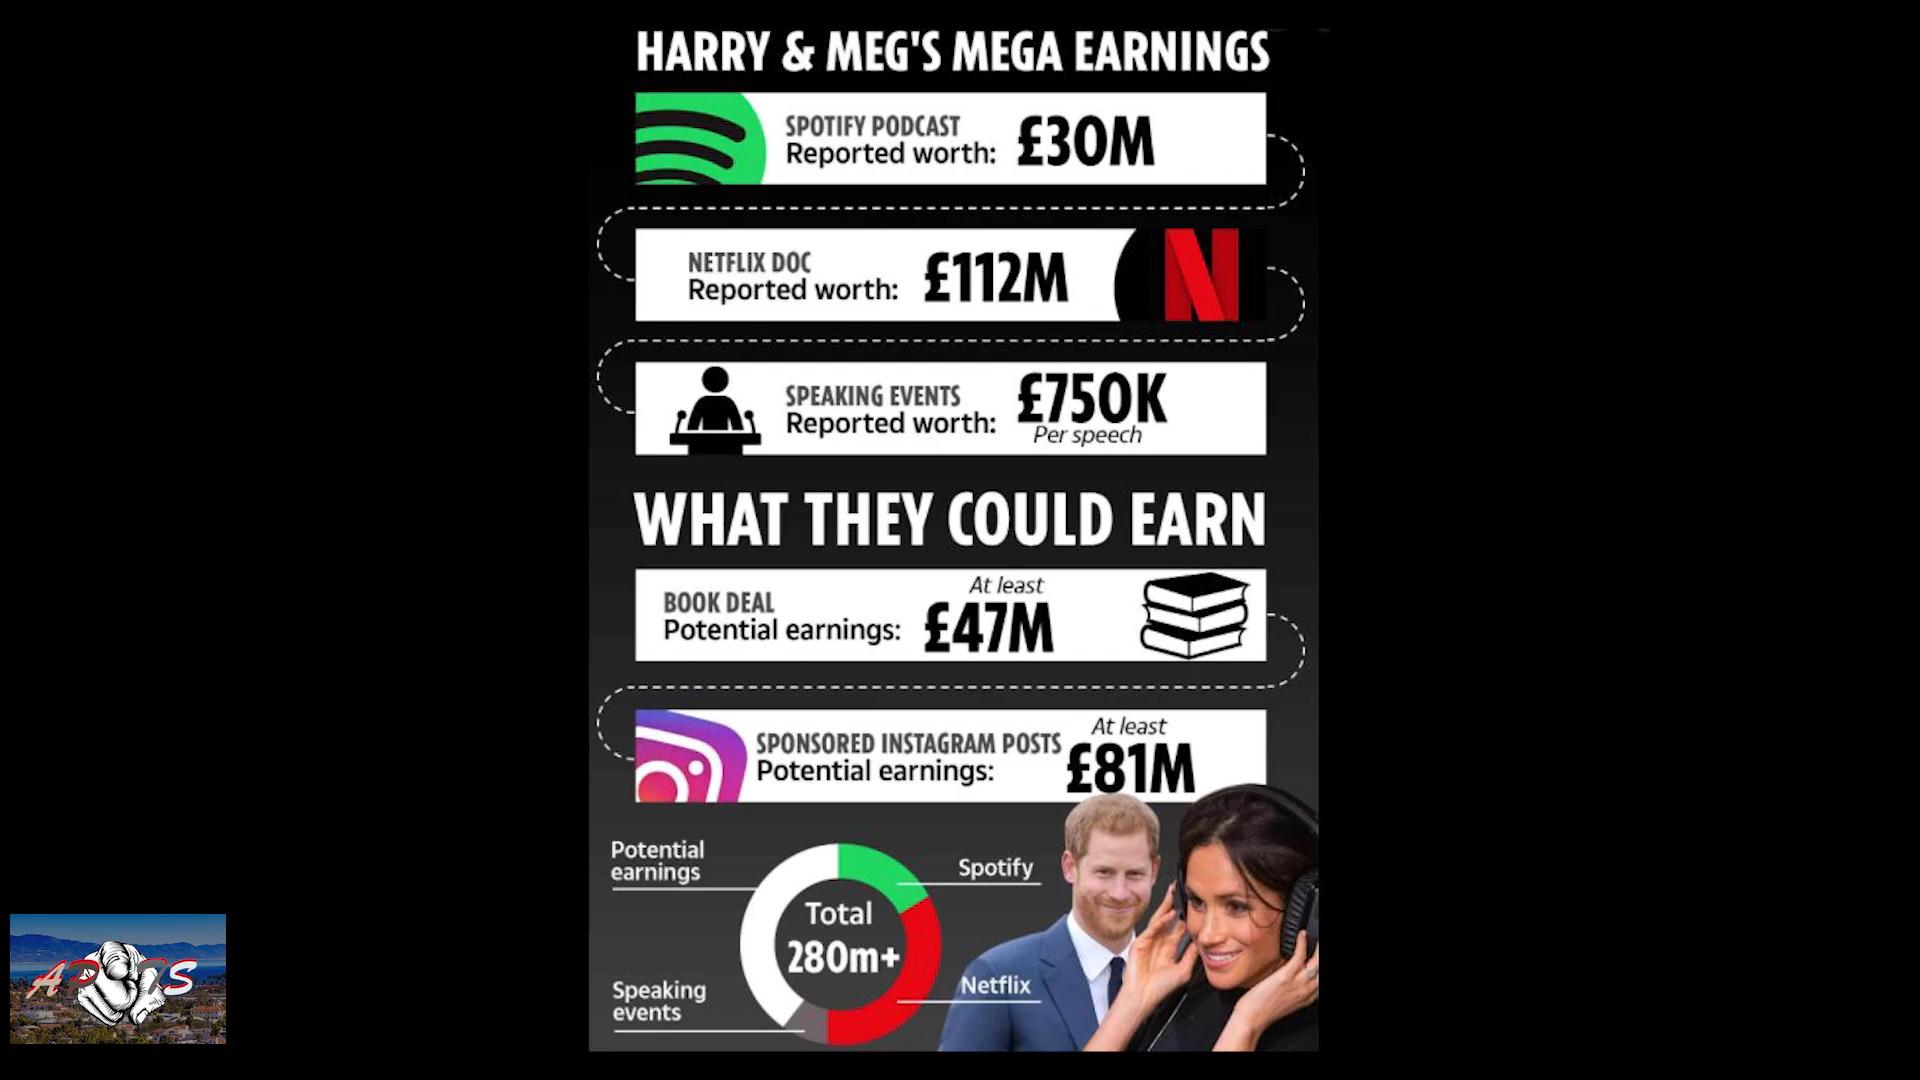 HARRY & MEG'S MEGA EARNINGS
SPOTIFY PODCAST
Reported worth: £30M
NETFLIX DOC
Reported worth: £112M
N
SPEAKING EVENTS
Reported worth: £750K
Per speech
WHAT THEY COULD EARN
BOOK DEAL
Potential earnings:
At least
£47M
SPONSORED INSTAGRAM POSTS
Potential earnings:
At least
£81M
Potential
earnings
Spotify
Total
280m+
Speaking
events
Netflix